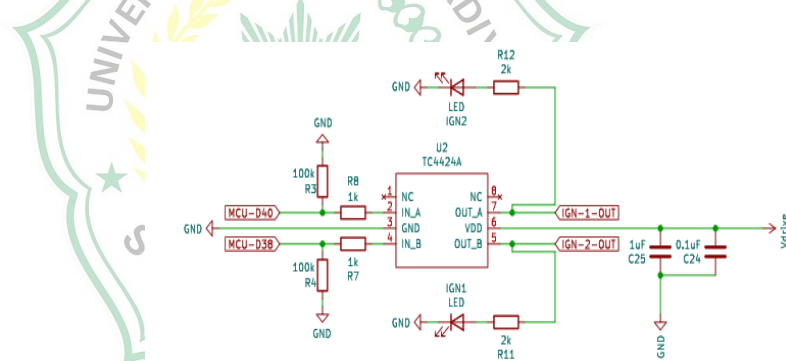 UNIVER
ADI
R12
2k
GND
LED
IGN2
GND
U2
TC4424A
100k
R3
R8
1k
1
NC
NC
8
MCU-D40
2
IN_A
OUT_A
7
IGN-1-OUT
GND
3
GND
VDD
6
Vdrive
MCU-D38
4
IN_B
OUT_B
5
IGN-2-OUT
1uF
C25
0.1uF
C24
100k
R4
1k
R7
IGN1
LED
GND
GND
2k
R11
GND